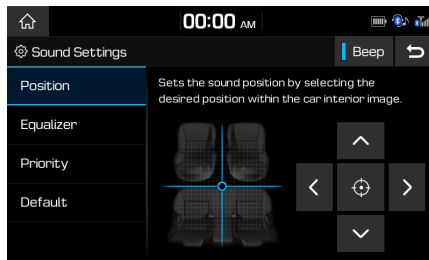 00:00 AM
Sound Settings
Beep
Position
Sets the sound position by selecting the
desired position within the car interior image.
Equalizer
Priority
Default